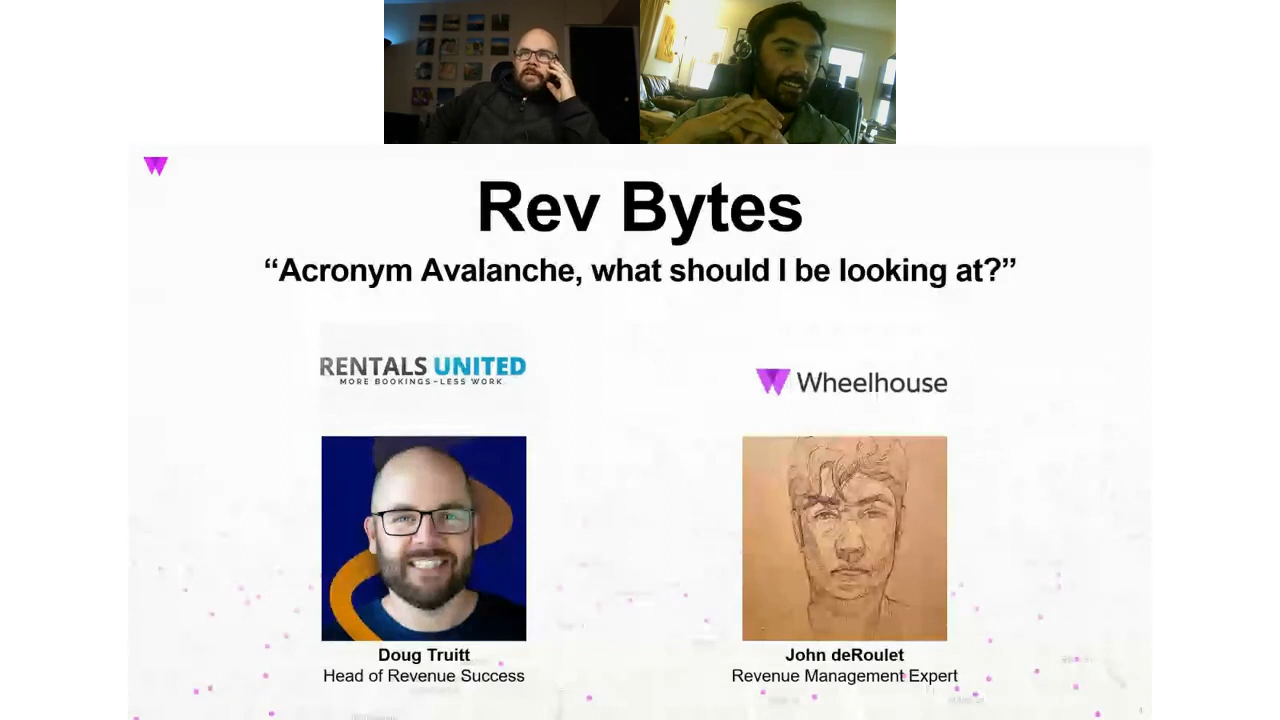 Rev Bytes
“Acronym Avalanche, what should I be looking at?”
RENTALS UNITED
MORE BOOKINGS – LESS WORK
Wheelhouse
Doug Truitt
Head of Revenue Success
John deRoulet
Revenue Management Expert